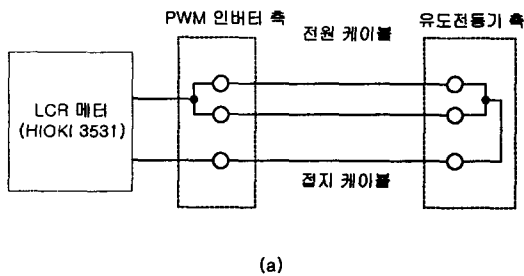 PWM 인버터 측
전원 케이블
유도전동기 측
LCR 메터
(HIOKI 3531)
접지 케이블
(a)